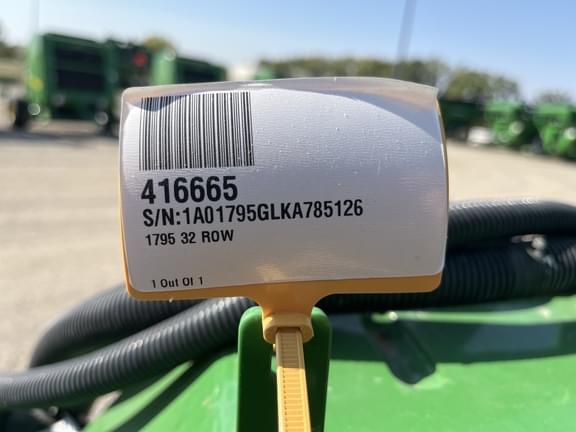 416665
S/N:1A01795GLKA785126
1795 32 ROW
1 Out Of 1